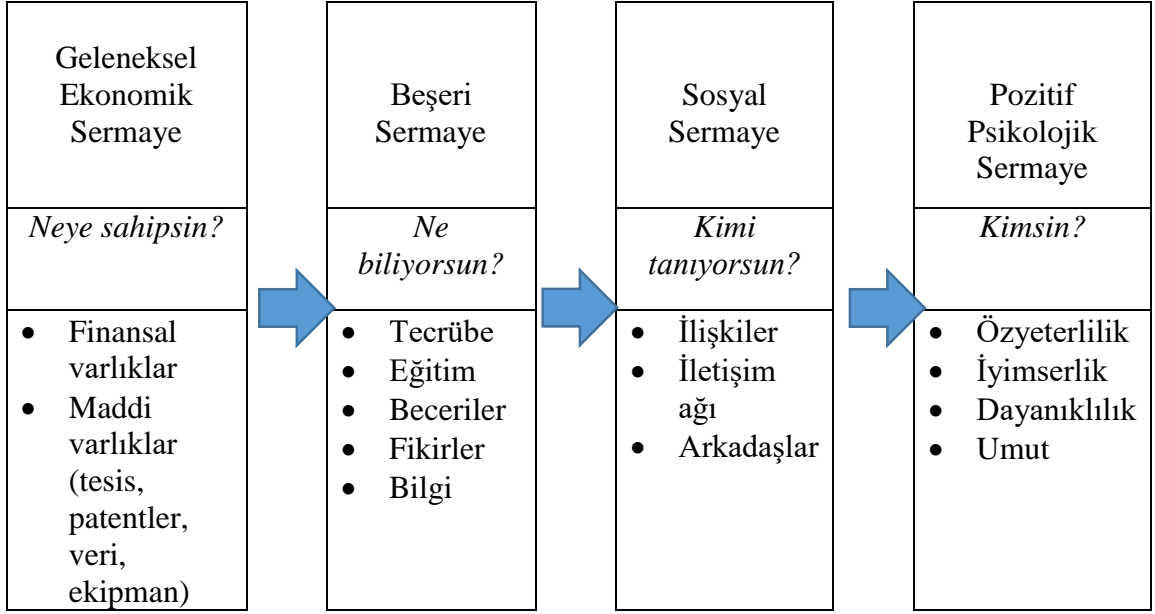 Geleneksel
Ekonomik
Sermaye
Neye sahipsin?
• Finansal
varlıklar
• Maddi
varlıklar
(tesis,
patentler,
veri,
ekipman)
Beşeri
Sermaye
Ne
biliyorsun?
• Tecrübe
• Eğitim
• Beceriler
• Fikirler
• Bilgi
Sosyal
Sermaye
Kimi
tanıyorsun?
• İlişkiler
• İletişim
ağı
• Arkadaşlar
Pozitif
Psikolojik
Sermaye
Kimsin?
• Özyeterlilik
• İyimserlik
• Dayanıklılık
• Umut